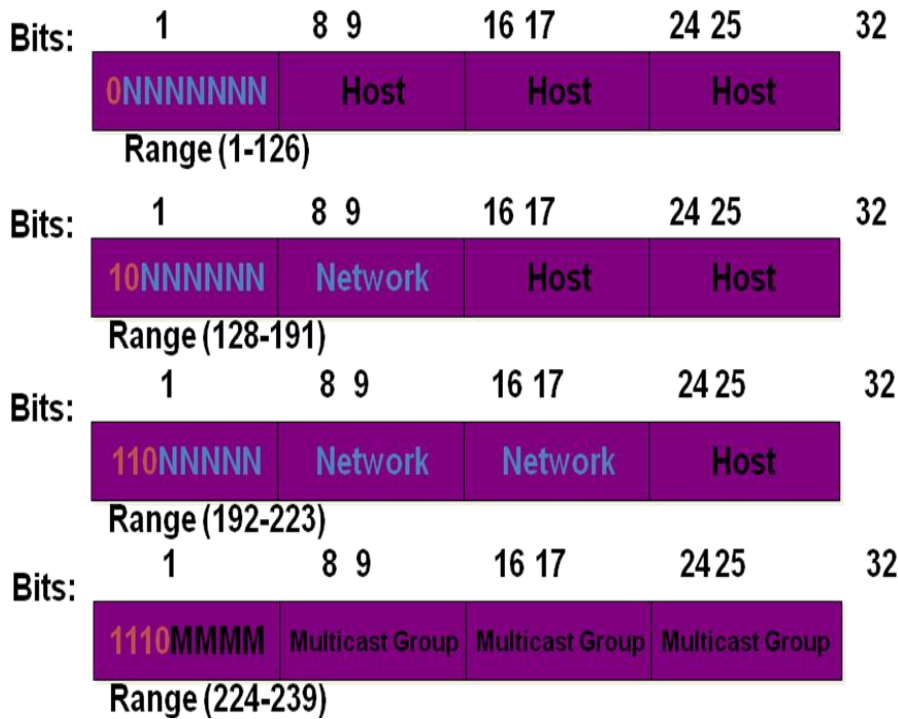 Bits: 1 8 9 16 17 24 25 32
0NNNNNNN Host Host Host
Range (1-126)
Bits: 1 8 9 16 17 24 25 32
10NNNNNN Network Host Host
Range (128-191)
Bits: 1 8 9 16 17 24 25 32
110NNNNN Network Network Host
Range (192-223)
Bits: 1 8 9 16 17 24 25 32
1110MMMM Multicast Group Multicast Group Multicast Group
Range (224-239)